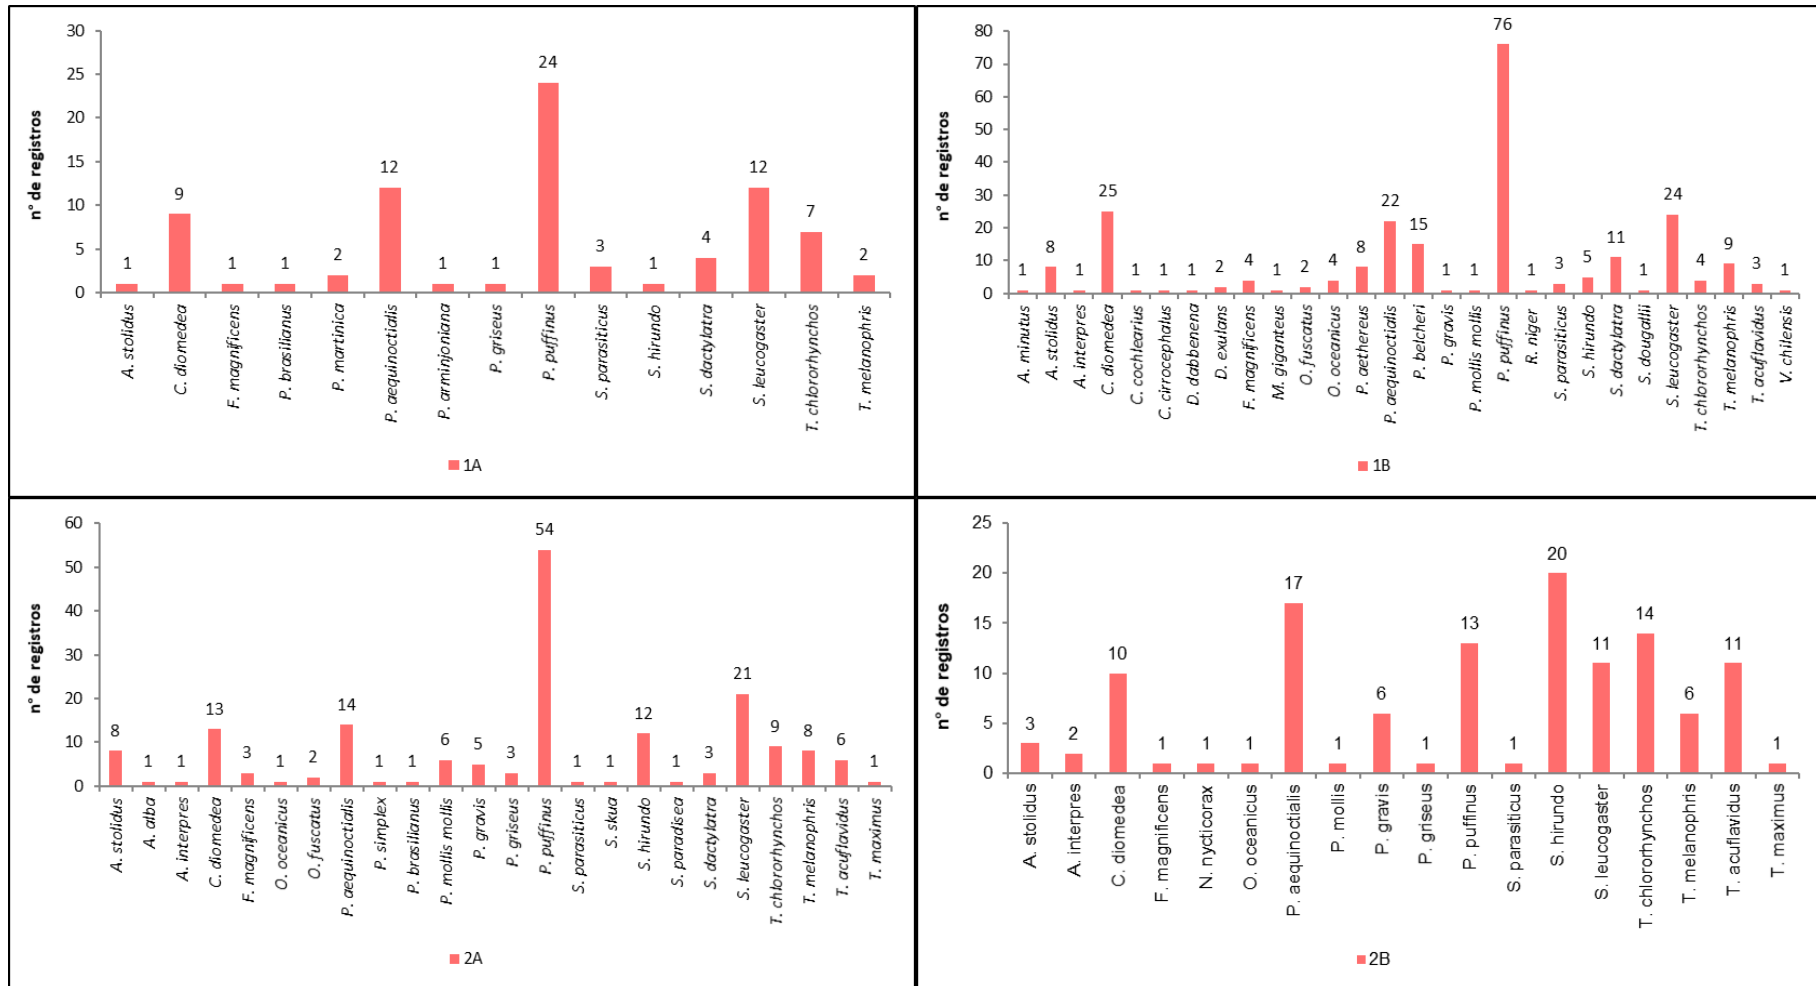 30
25
20
15
10
5
0
n° de registros
1
9
1
1
2
12
1
1
24
3
1
4
12
7
2
A. stolidus
C. diomedea
F. magnificens
P. brasilianus
P. martinica
P. aequinoctialis
P. arminjoniana
P. griseus
P. puffinus
S. parasiticus
S. hirundo
S. dactylatra
S. leucogaster
T. chlororhynchos
T. melanophris
1A
80
70
60
50
40
30
20
10
0
n° de registros
1
8
1
25
1
1
1
2
4
1
2
4
8
22
15
1
1
76
1
3
5
11
1
24
4
9
3
1
A. minutus
A. stolidus
A. interpres
C. diomedea
C. cochlearius
C. cirrocephalus
D. dabbenena
D. exulans
F. magnificens
M. giganteus
O. fuscatus
O. oceanicus
P. aethereus
P. aequinoctialis
P. belcheri
P. gravis
P. mollis mollis
P. puffinus
R. niger
S. parasiticus
S. hirundo
S. dactylatra
S. dougallii
S. leucogaster
T. chlororhynchos
T. melanophris
T. acuflavidus
V. chilensis
1B
60
50
40
30
20
10
0
n° de registros
8
1
1
13
3
1
2
14
1
1
6
5
3
54
1
1
12
1
3
21
9
8
6
1
A. stolidus
A. alba
A. interpres
C. diomedea
F. magnificens
O. oceanicus
O. fuscatus
P. aequinoctialis
P. simplex
P. brasilianus
P. mollis mollis
P. gravis
P. griseus
P. puffinus
S. parasiticus
S. skua
S. hirundo
S. paradisea
S. dactylatra
S. leucogaster
T. chlororhynchos
T. melanophris
T. acuflavidus
T. maximus
2A
25
20
15
10
5
0
n° de registros
3
2
10
1
1
1
17
1
6
1
13
1
20
11
14
6
11
1
A. stolidus
A. interpres
C. diomedea
F. magnificens
N. nycticorax
O. oceanicus
P. aequinoctialis
P. mollis
P. gravis
P. griseus
P. puffinus
S. parasiticus
S. hirundo
S. leucogaster
T. chlororhynchos
T. melanophris
T. acuflavidus
T. maximus
2B